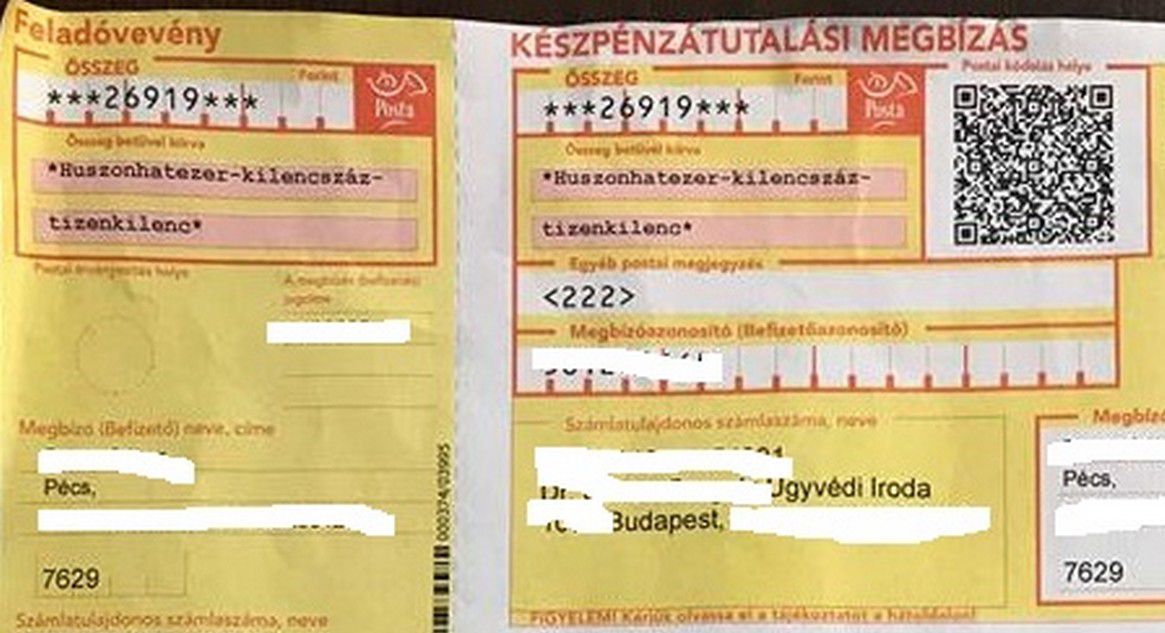 Feladóvevény
ÖSSZEG
Forint
***26919***
Posta
Összeg betűvel kiírva
*Huszonhatezer-kilencszáz-
tizenkilenc*
Postai érvényesítés helye
A megbízó (befizető)
jogcíme
Megbízó (Befizető) neve, címe
Pécs,
7629
Számlatulajdonos számlaszáma, neve
000374/03995
KÉSZPÉNZÁTUTALÁSI MEGBÍZÁS
ÖSSZEG
Forint
***26919***
Posta
Postai kódolás helye
Összeg betűvel kiírva
*Huszonhatezer-kilencszáz-
tizenkilenc*
Egyéb postai megjegyzés
<222>
Megbízóazonosító (Befizetőazonosító)
Számlatulajdonos számlaszáma, neve
Ügyvédi Iroda
Budapest,
Pécs,
7629
FIGYELEM! Kérjük olvassa el a tájékoztatót a hátoldalon!